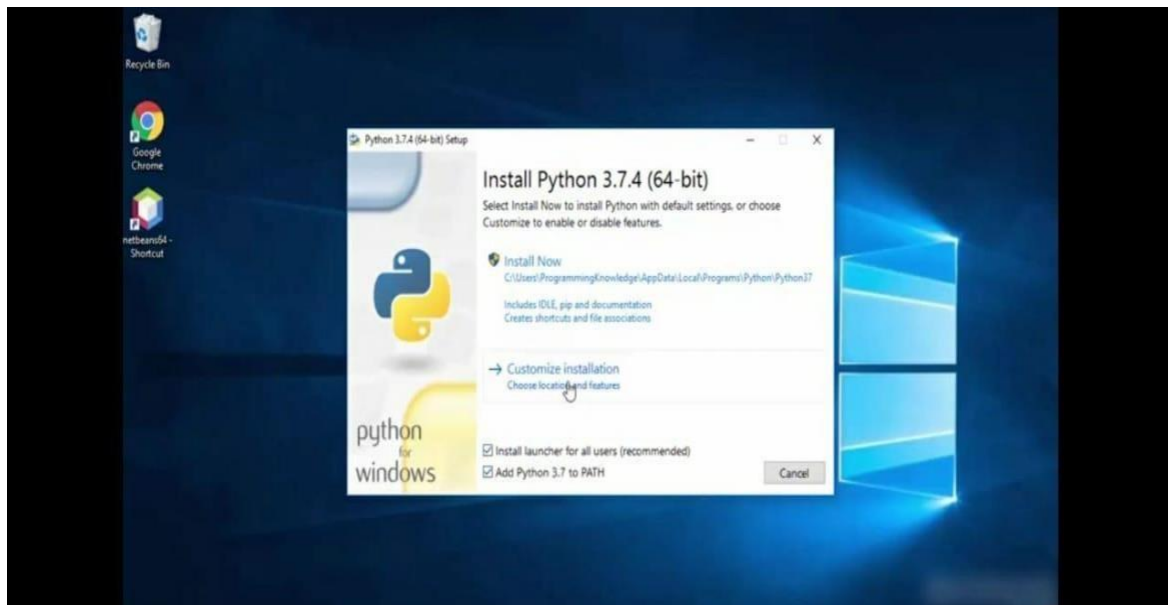 Recycle Bin
Google
Chrome
netbeans64 -
Shortcut
Python 3.7.4 (64-bit) Setup
Install Python 3.7.4 (64-bit)
Select Install Now to install Python with default settings, or choose
Customize to enable or disable features.
Install Now
C:\Users\ProgrammingKnowledge\AppData\Local\Programs\Python\Python37
Includes IDLE, pip and documentation
Creates shortcuts and file associations
Customize installation
Choose location and features
python
for
windows
Install launcher for all users (recommended)
Add Python 3.7 to PATH
Cancel